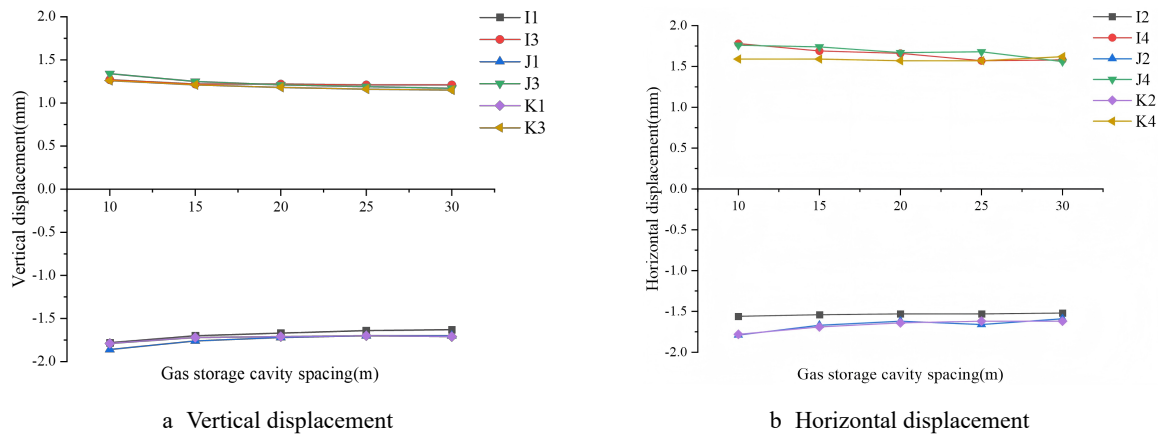 2.0
1.5
1.0
0.5
0.0
-0.5
-1.0
-1.5
-2.0
Vertical displacement(mm)
10 15 20 25 30
Gas storage cavity spacing(m)
I1
I3
J1
J3
K1
K3
a Vertical displacement
2.0
1.5
1.0
0.5
0.0
-0.5
-1.0
-1.5
-2.0
Horizontal displacement(mm)
10 15 20 25 30
Gas storage cavity spacing(m)
I2
I4
J2
J4
K2
K4
b Horizontal displacement